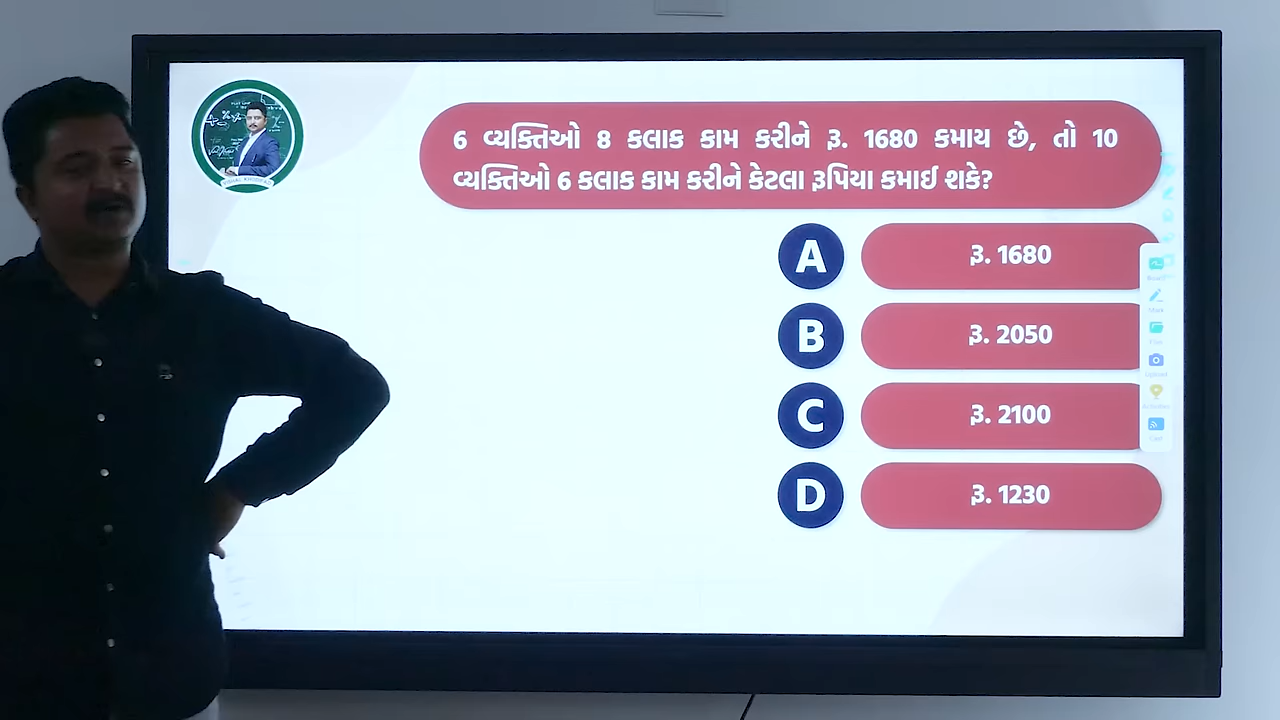 6 વ્યક્તિઓ 8 કલાક કામ કરીને રૂ. 1680 કમાય છે, તો 10
વ્યક્તિઓ 6 કલાક કામ કરીને કેટલા રૂપિયા કમાઈ શકે?
A રૂ. 1680
B રૂ. 2050
C રૂ. 2100
D રૂ. 1230